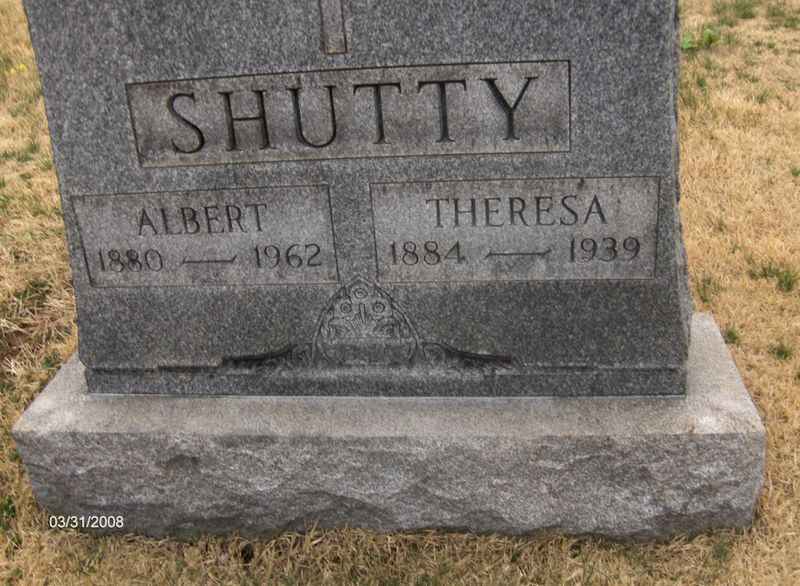 SHUTTY
ALBERT
1880 — 1962
THERESA
1884 — 1939
03/31/2008